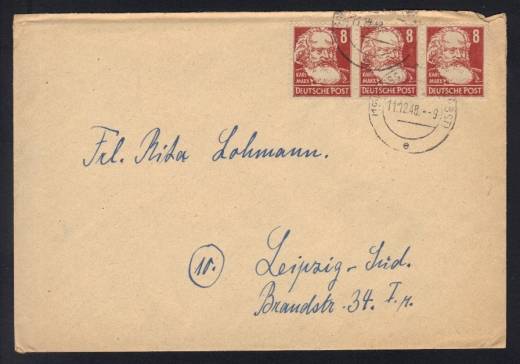 8 8 8
KARL MARX KARL MARX KARL MARX
DEUTSCHE POST DEUTSCHE POST DEUTSCHE POST
11.12.48.--9
e
Frl. Rita Lohmann.
(10.) Leipzig-Süd.
Brandstr. 34. I. r.